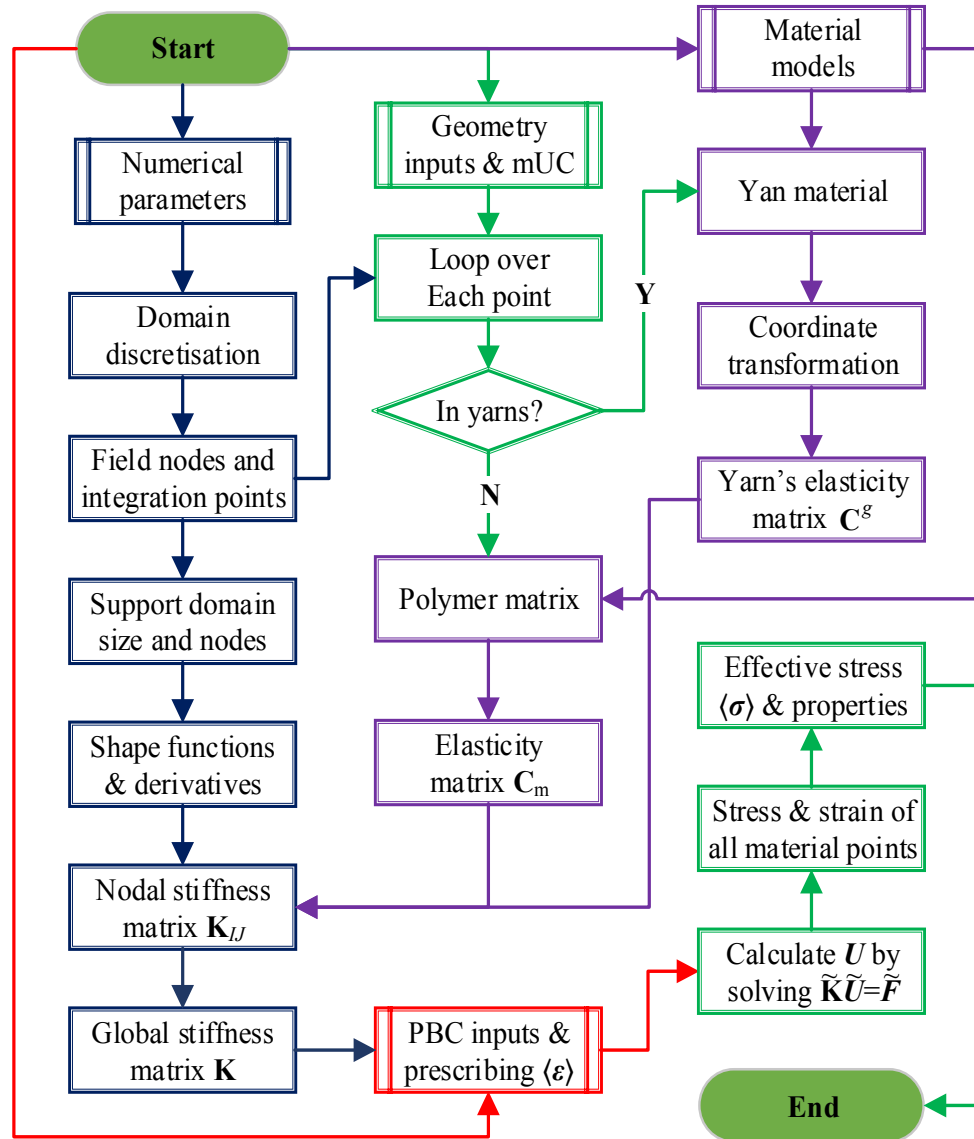 Start
Numerical
parameters
Domain
discretisation
Field nodes and
integration points
Support domain
size and nodes
Shape functions
& derivatives
Nodal stiffness
matrix K_IJ
Global stiffness
matrix K
Geometry
inputs & mUC
Loop over
Each point
In yarns?
Y
N
Polymer matrix
Elasticity
matrix C_m
PBC inputs &
prescribing ⟨ε⟩
Material
models
Yan material
Coordinate
transformation
Yarn’s elasticity
matrix C^g
Effective stress
⟨σ⟩ & properties
Stress & strain of
all material points
Calculate U by
solving K̃Ũ=F̃
End